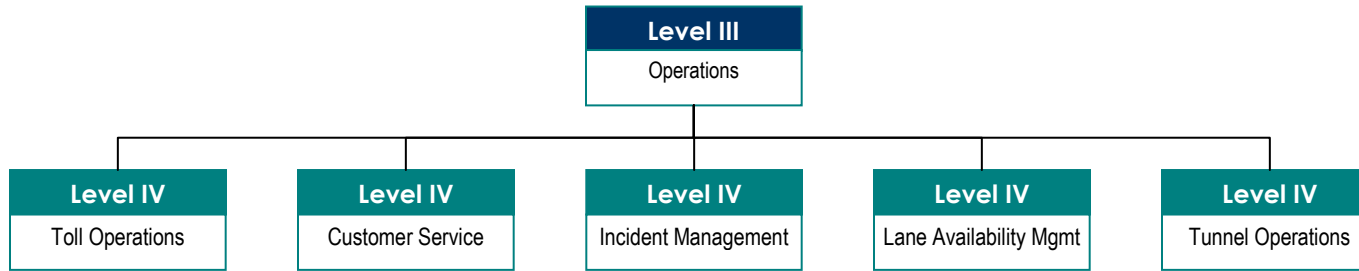 Level III
Operations
Level IV
Toll Operations
Level IV
Customer Service
Level IV
Incident Management
Level IV
Lane Availability Mgmt
Level IV
Tunnel Operations